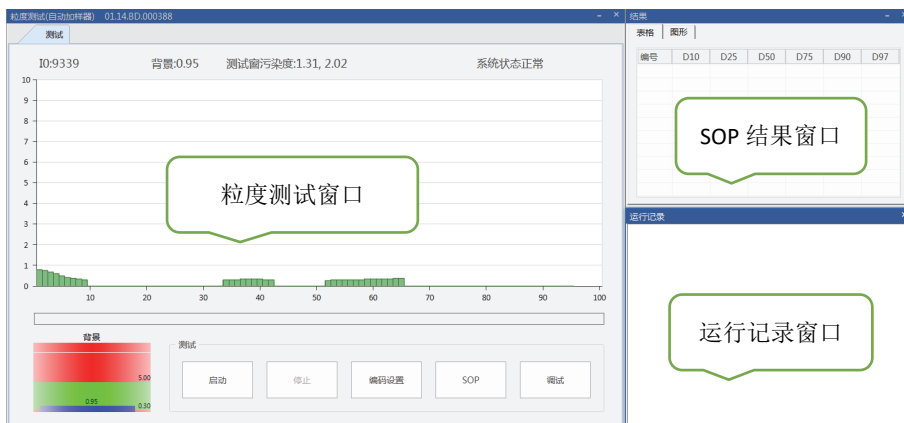 粒度测试(自动加样器) 01.14.BD.000388
测试
I0:9339 背景:0.95 测试窗污染度:1.31, 2.02 系统状态正常
10
9
8
7
6
5
4
3
2
1
0
10 20 30 40 50 60 70 80 90 100
粒度测试窗口
背景
5.00
0.95
0.30
测试
启动 停止 编码设置 SOP 调试
结果
表格 图形
编号 D10 D25 D50 D75 D90 D97
SOP 结果窗口
运行记录
运行记录窗口